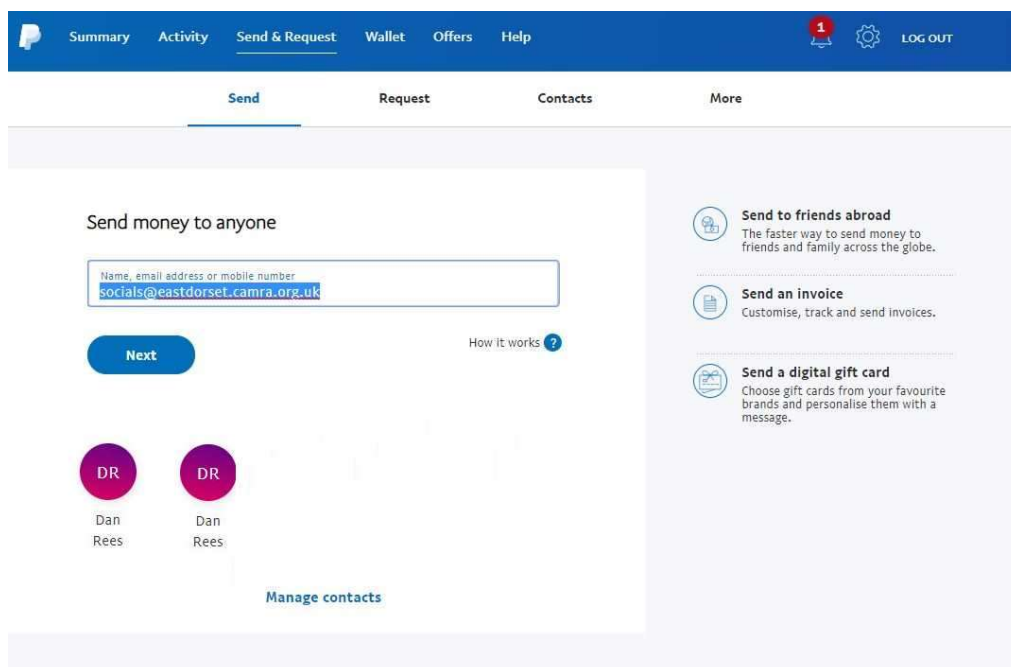 Summary Activity Send & Request Wallet Offers Help 1 LOG OUT
Send Request Contacts More
Send money to anyone
Name, email address or mobile number
socials@eastdorset.camra.org.uk
Next
How it works ?
DR DR
Dan Dan
Rees Rees
Manage contacts
Send to friends abroad
The faster way to send money to
friends and family across the globe.
Send an invoice
Customise, track and send invoices.
Send a digital gift card
Choose gift cards from your favourite
brands and personalise them with a
message.